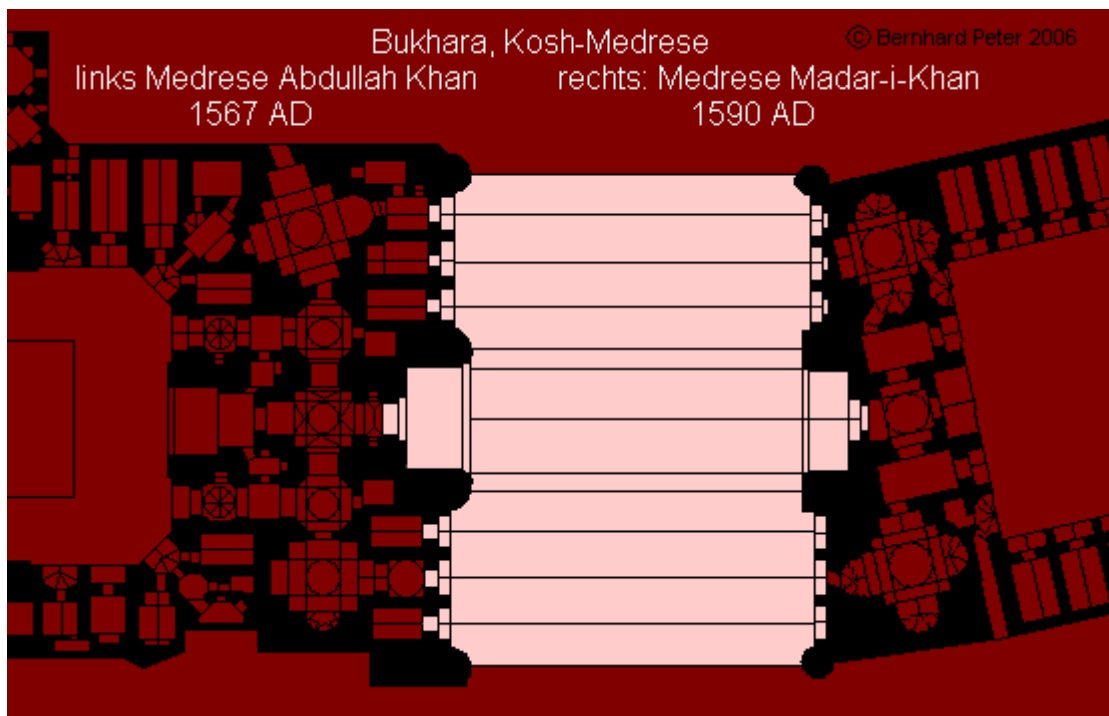 Bukhara, Kosh-Medrese
© Bernhard Peter 2006
links Medrese Abdullah Khan
rechts: Medrese Madar-i-Khan
1567 AD
1590 AD